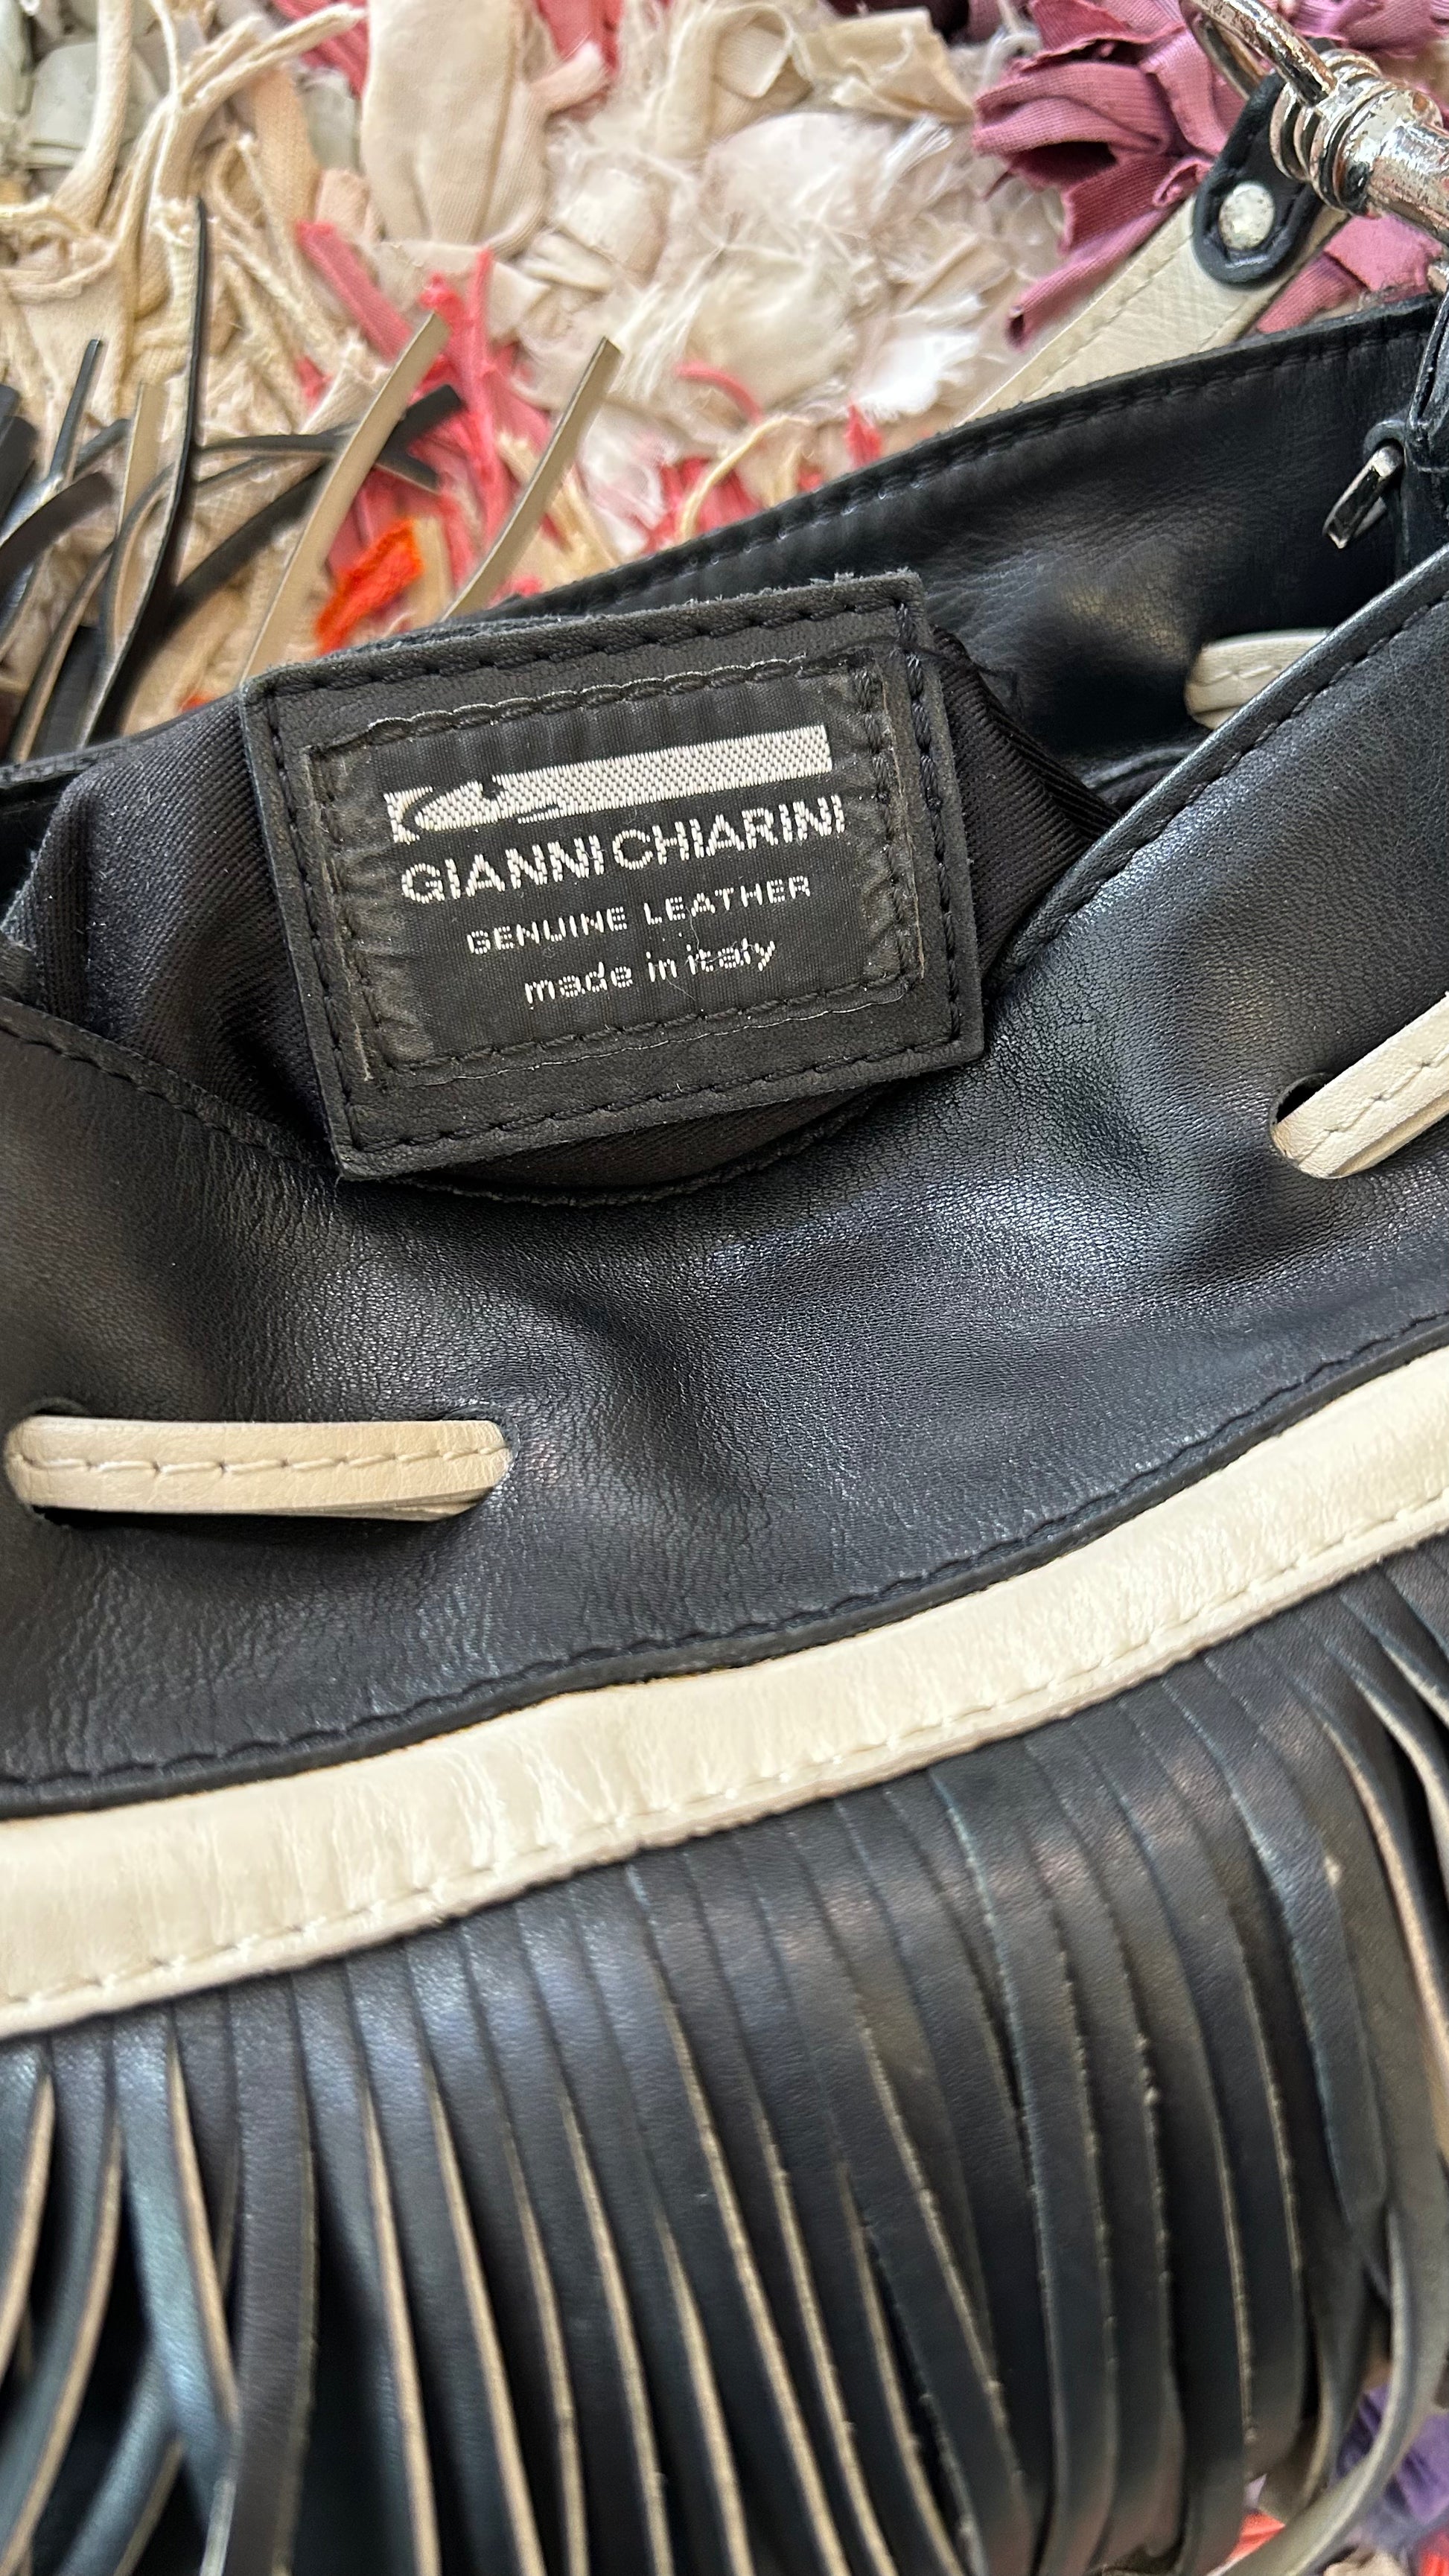 GIANNI CHIARINI
GENUINE LEATHER
made in italy